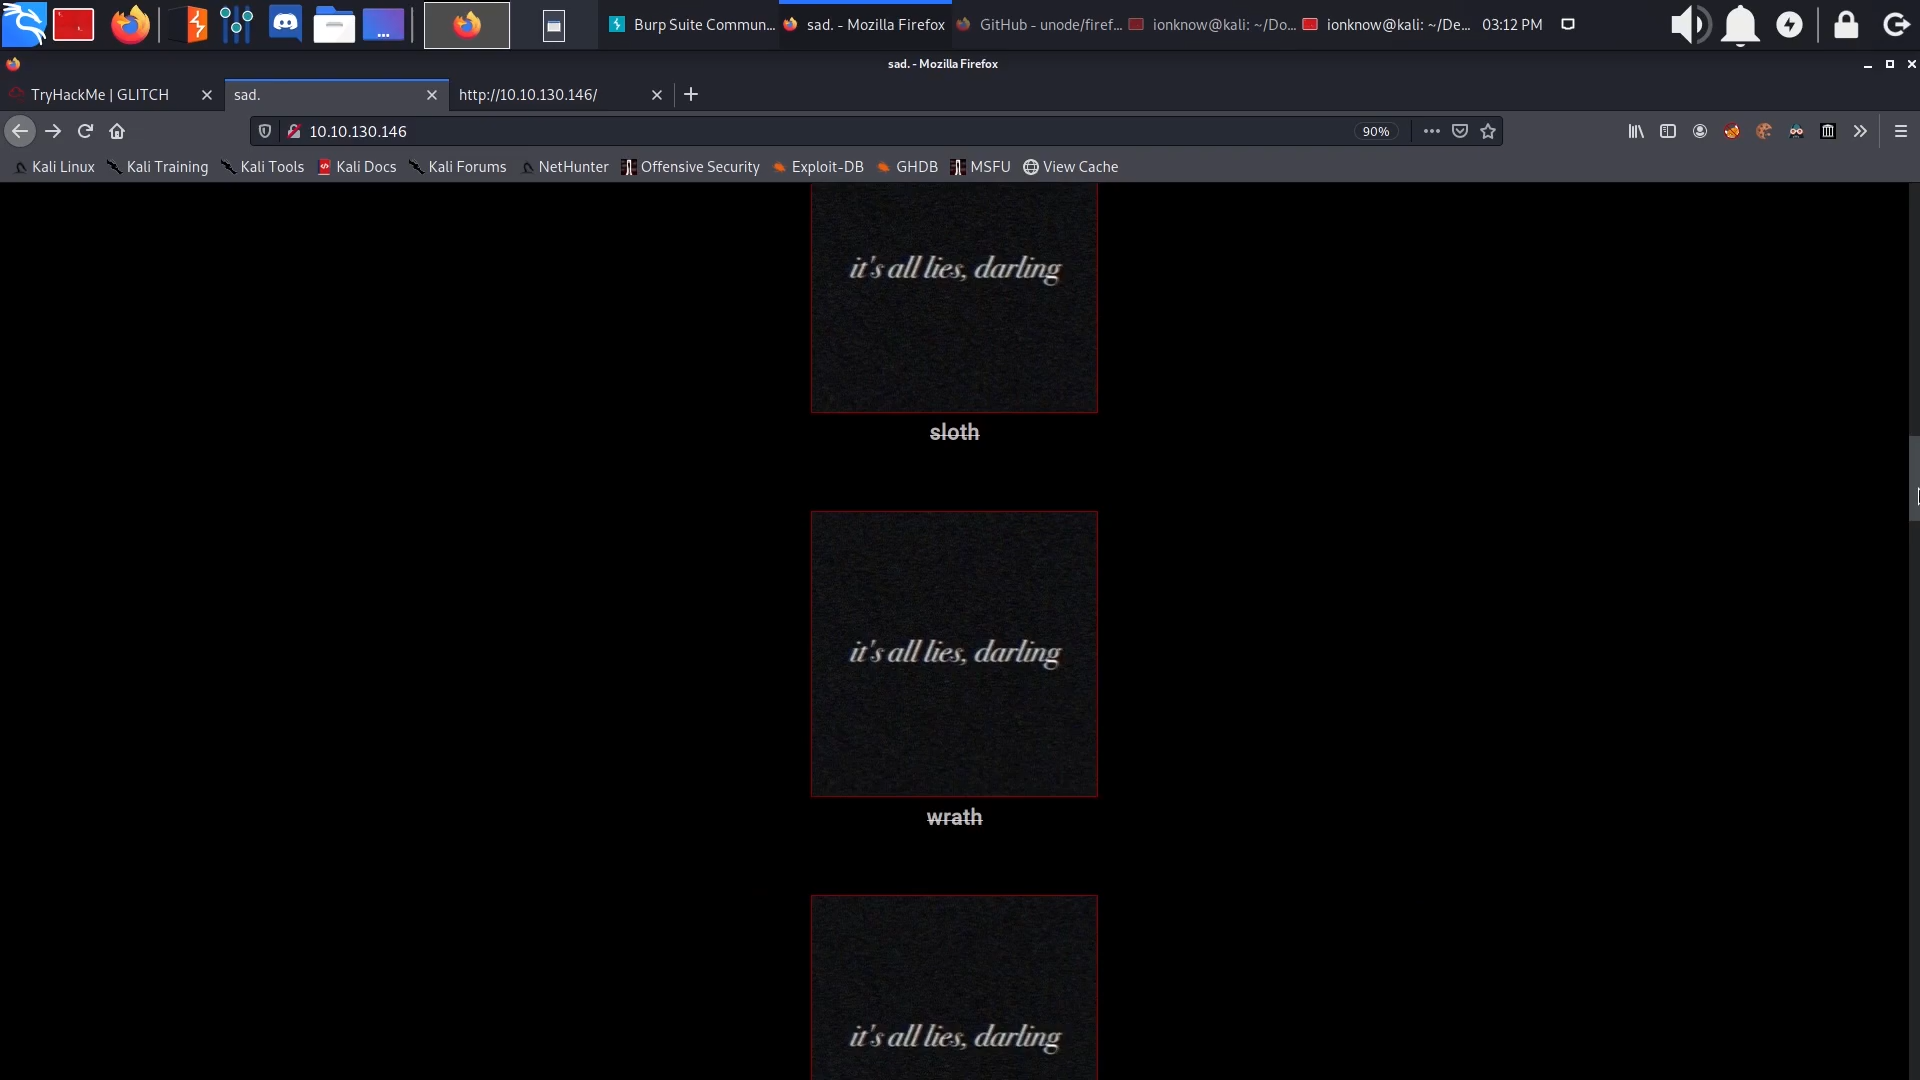 Burp Suite Commun...
sad. - Mozilla Firefox
GitHub - unode/firef...
ionknow@kali: ~/Do...
ionknow@kali: ~/De...
03:12 PM
sad. - Mozilla Firefox
TryHackMe | GLITCH
sad.
http://10.10.130.146/
10.10.130.146
90%
Kali Linux
Kali Training
Kali Tools
Kali Docs
Kali Forums
NetHunter
Offensive Security
Exploit-DB
GHDB
MSFU
View Cache
it's all lies, darling
sloth
it's all lies, darling
wrath
it's all lies, darling